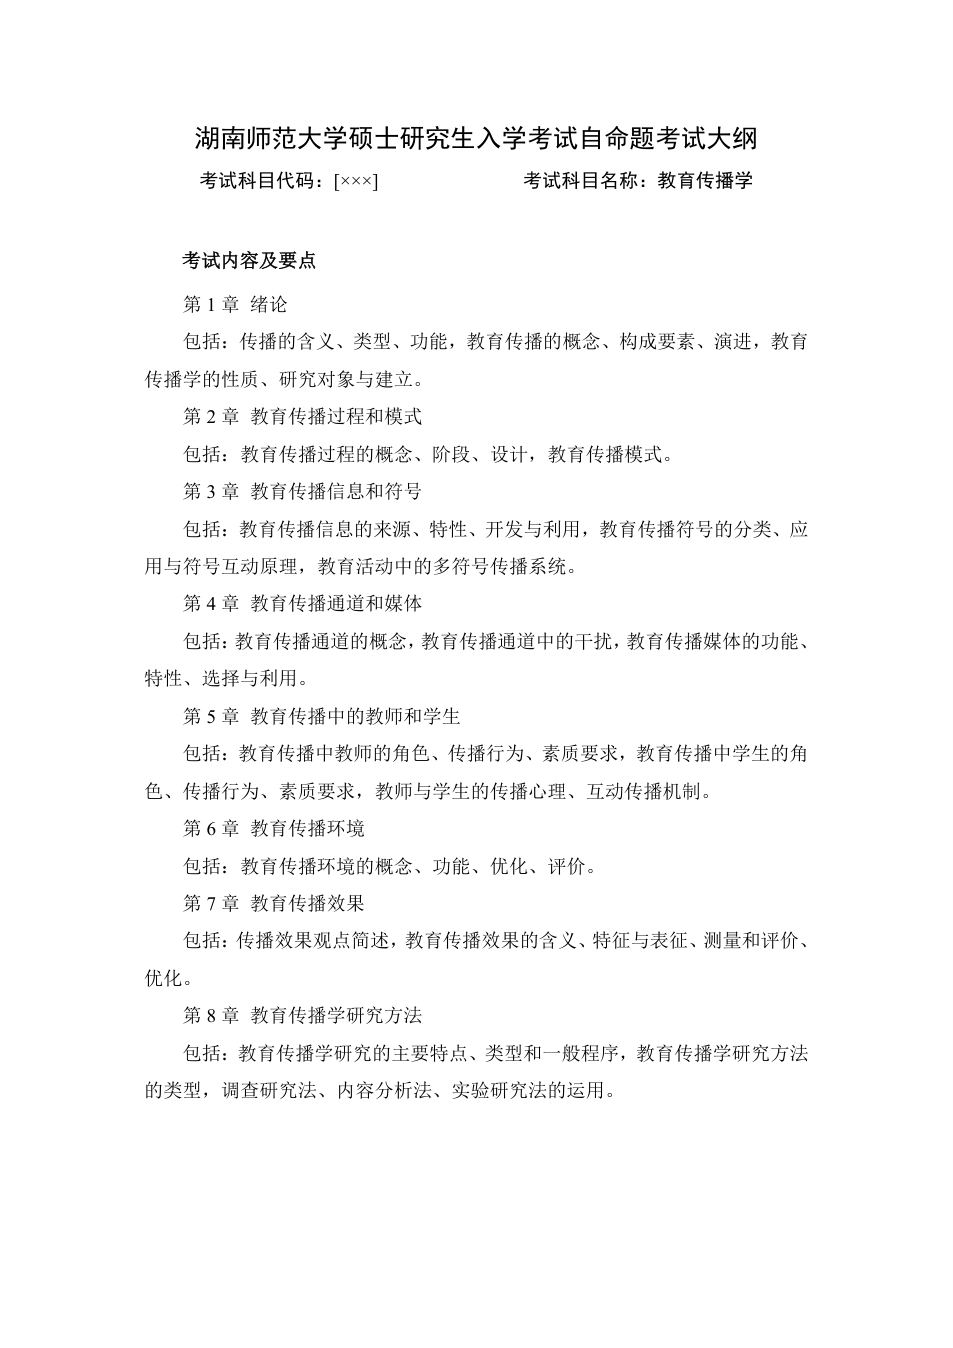 湖南师范大学硕士研究生入学考试自命题考试大纲
考试科目代码：[×××] 考试科目名称：教育传播学
考试内容及要点
第 1 章 绪论
包括：传播的含义、类型、功能，教育传播的概念、构成要素、演进，教育
传播学的性质、研究对象与建立。
第 2 章 教育传播过程和模式
包括：教育传播过程的概念、阶段、设计，教育传播模式。
第 3 章 教育传播信息和符号
包括：教育传播信息的来源、特性、开发与利用，教育传播符号的分类、应
用与符号互动原理，教育活动中的多符号传播系统。
第 4 章 教育传播通道和媒体
包括：教育传播通道的概念，教育传播通道中的干扰，教育传播媒体的功能、
特性、选择与利用。
第 5 章 教育传播中的教师和学生
包括：教育传播中教师的角色、传播行为、素质要求，教育传播中学生的角
色、传播行为、素质要求，教师与学生的传播心理、互动传播机制。
第 6 章 教育传播环境
包括：教育传播环境的概念、功能、优化、评价。
第 7 章 教育传播效果
包括：传播效果观点简述，教育传播效果的含义、特征与表征、测量和评价、
优化。
第 8 章 教育传播学研究方法
包括：教育传播学研究的主要特点、类型和一般程序，教育传播学研究方法
的类型，调查研究法、内容分析法、实验研究法的运用。